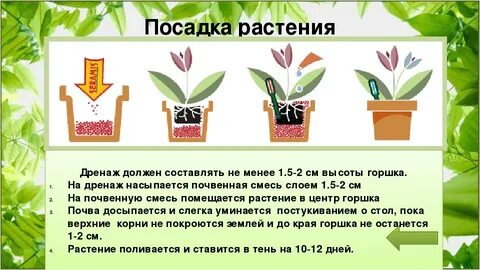 Посадка растения
SERAMIS
Дренаж должен составлять не менее 1.5-2 см высоты горшка.
1. На дренаж насыпается почвенная смесь слоем 1.5-2 см
2. На почвенную смесь помещается растение в центр горшка
3. Почва досыпается и слегка уминается постукиванием о стол, пока
верхние корни не покроются землей и до края горшка не останется
1-2 см.
4. Растение поливается и ставится в тень на 10-12 дней.